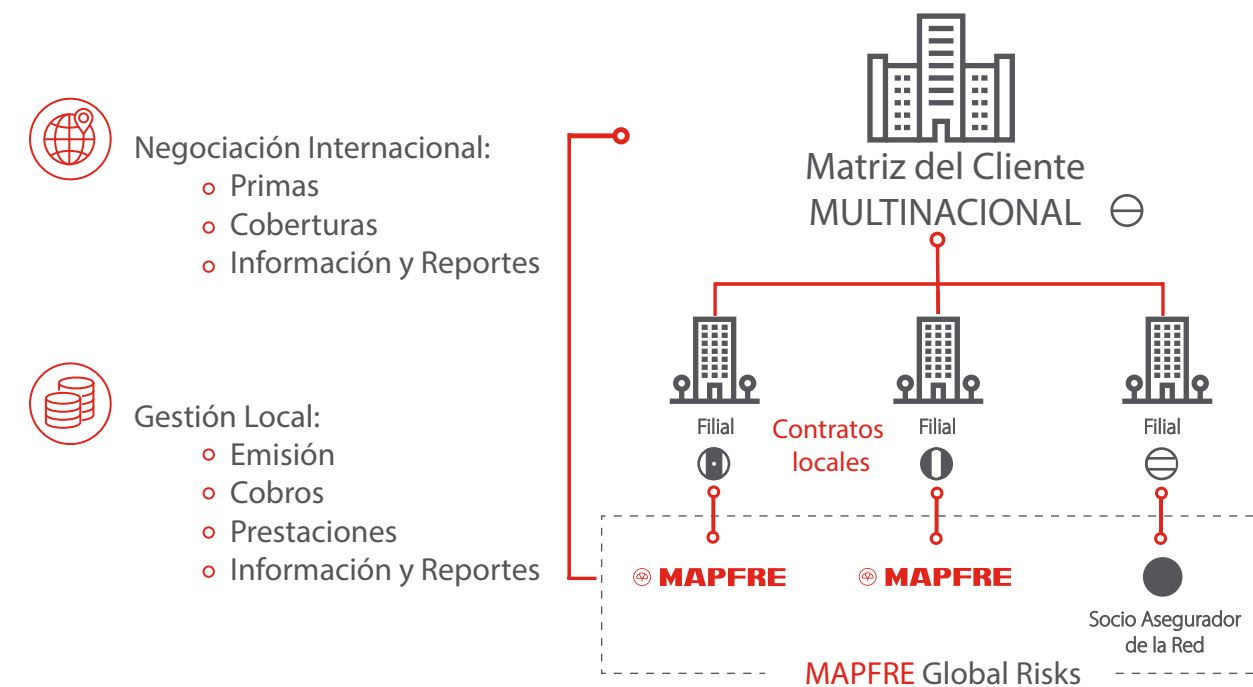 Negociación Internacional:
Primas
Coberturas
Información y Reportes
Gestión Local:
Emisión
Cobros
Prestaciones
Información y Reportes
Matriz del Cliente
MULTINACIONAL
Filial
Contratos
locales
Filial
Filial
MAPFRE
MAPFRE
Socio Asegurador
de la Red
MAPFRE Global Risks